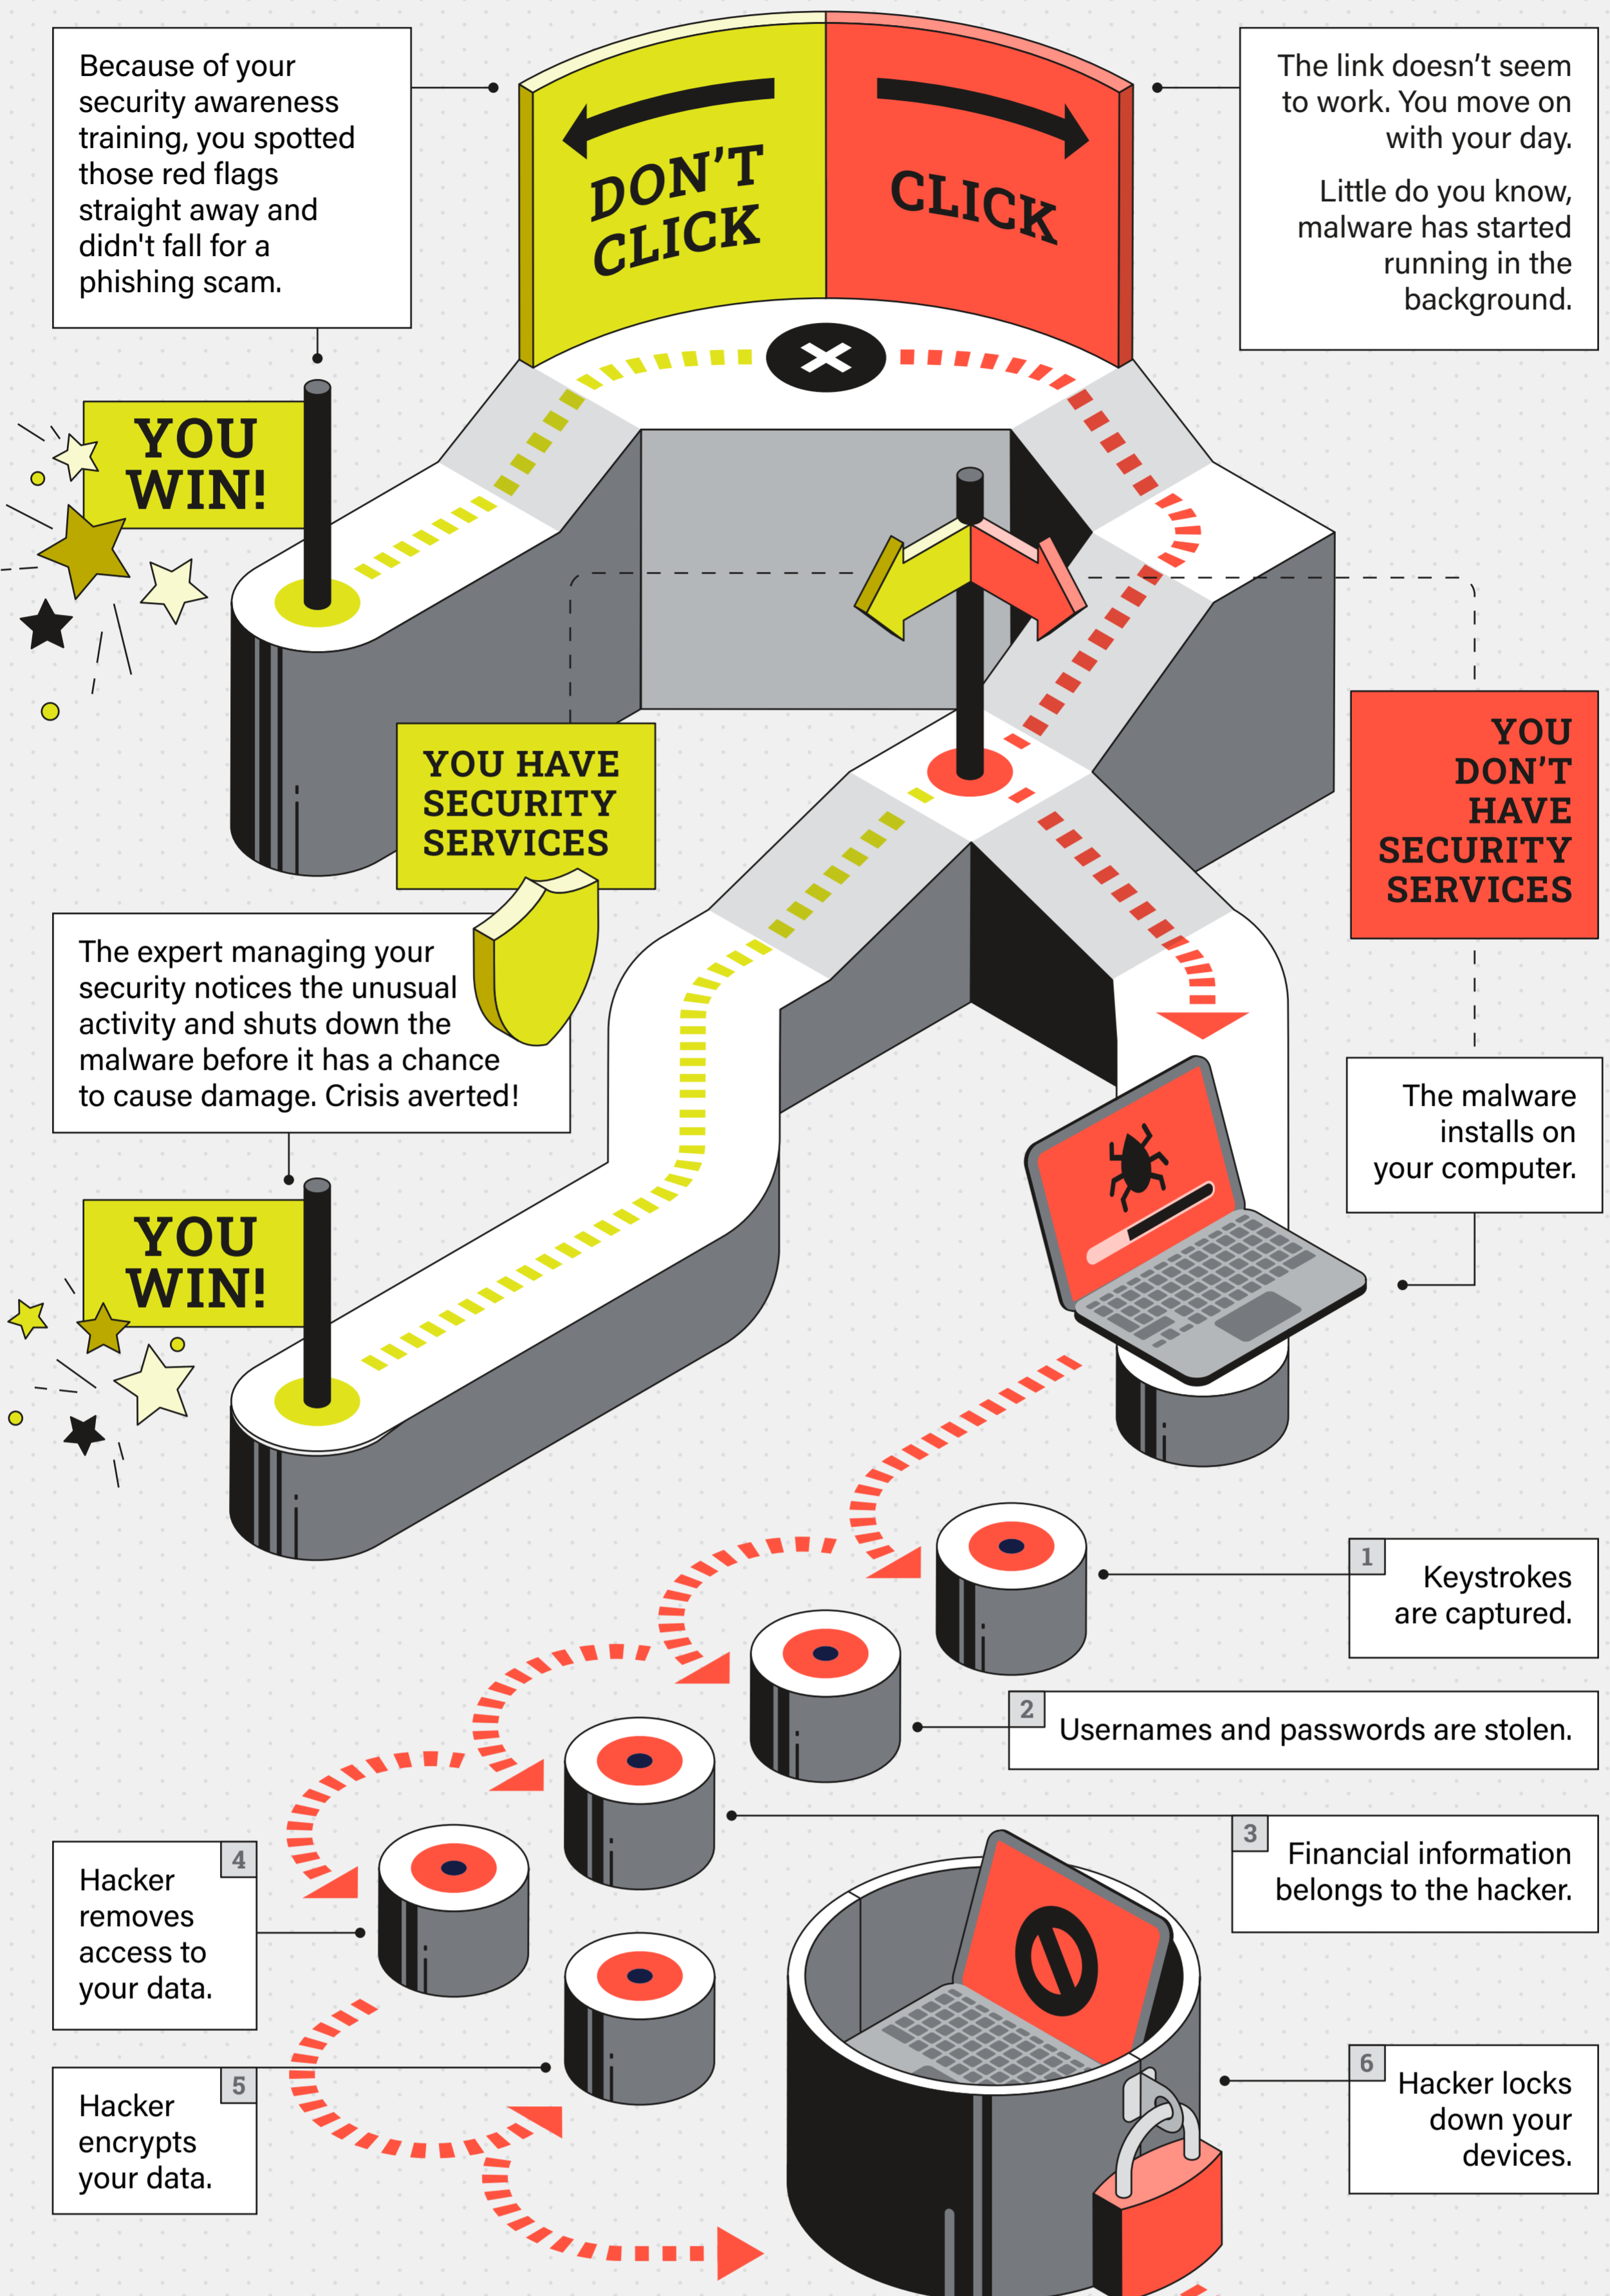 Because of your
security awareness
training, you spotted
those red flags
straight away and
didn't fall for a
phishing scam.
DON’T
CLICK
CLICK
The link doesn’t seem
to work. You move on
with your day.
Little do you know,
malware has started
running in the
background.
YOU
WIN!
YOU HAVE
SECURITY
SERVICES
YOU
DON’T
HAVE
SECURITY
SERVICES
The expert managing your
security notices the unusual
activity and shuts down the
malware before it has a chance
to cause damage. Crisis averted!
The malware
installs on
your computer.
YOU
WIN!
1
Keystrokes
are captured.
2
Usernames and passwords are stolen.
3
Financial information
belongs to the hacker.
4
Hacker
removes
access to
your data.
5
Hacker
encrypts
your data.
6
Hacker locks
down your
devices.